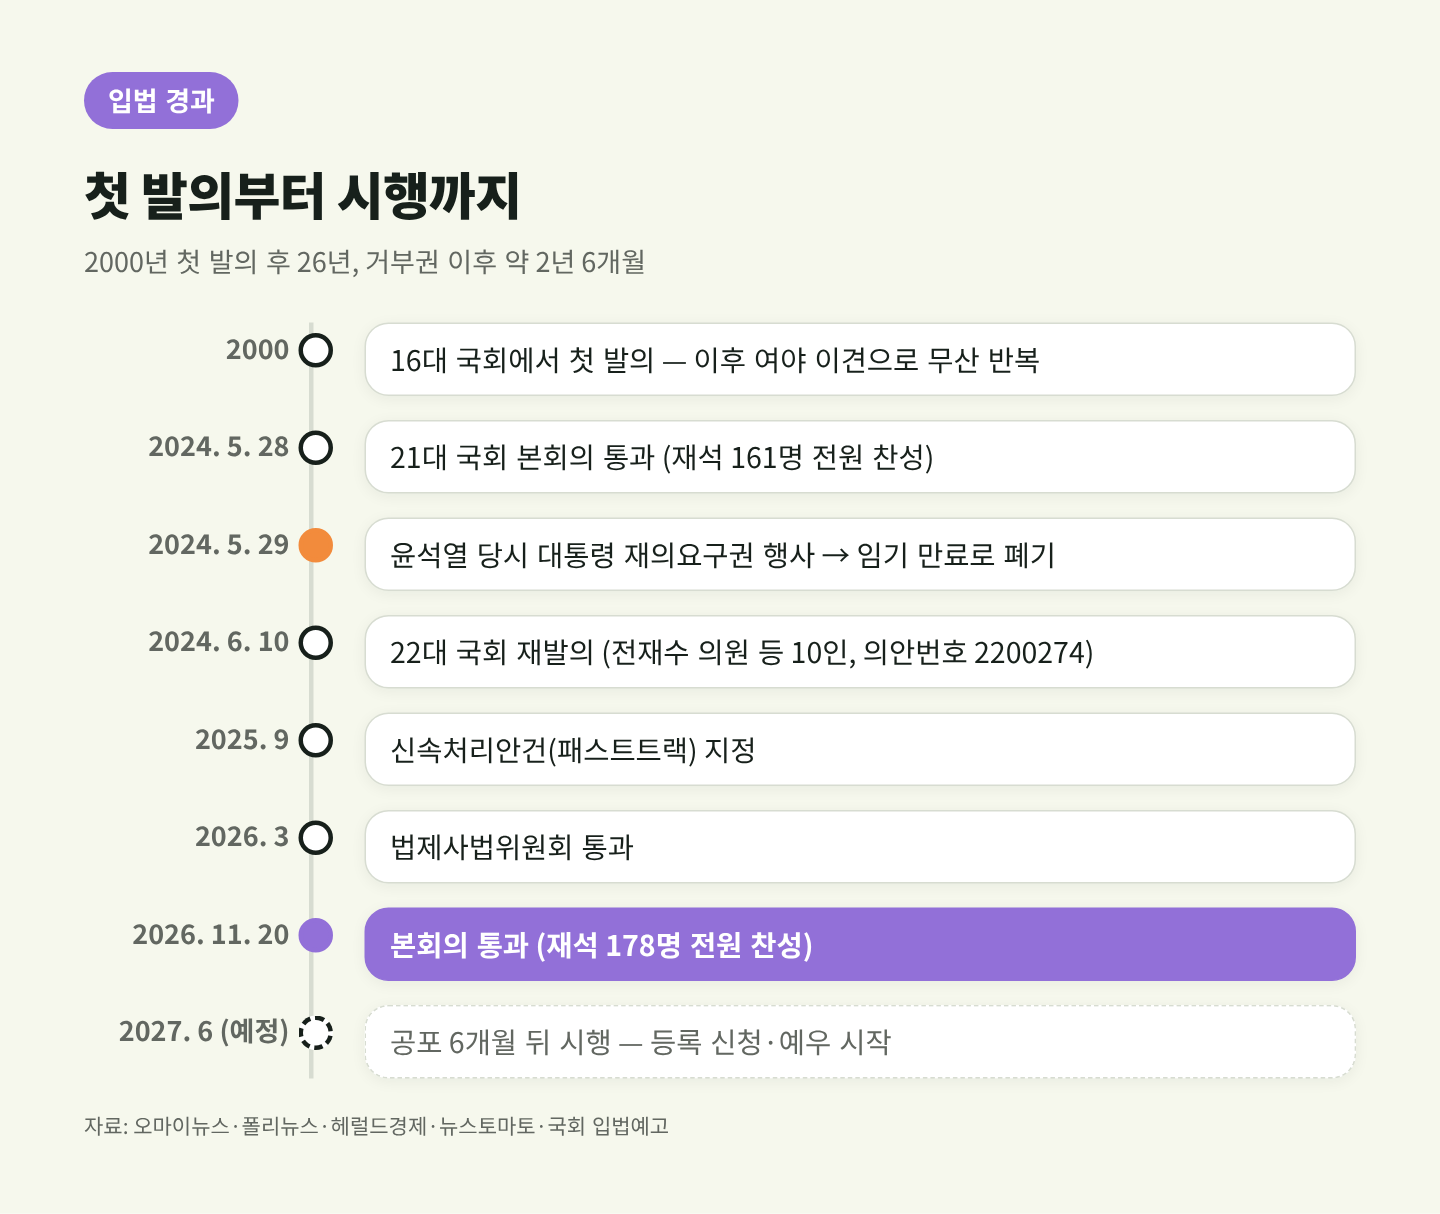 입법 경과
첫 발의부터 시행까지
2000년 첫 발의 후 26년, 거부권 이후 약 2년 6개월
2000
16대 국회에서 첫 발의 — 이후 여야 이견으로 무산 반복
2024. 5. 28
21대 국회 본회의 통과 (재석 161명 전원 찬성)
2024. 5. 29
윤석열 당시 대통령 재의요구권 행사 → 임기 만료로 폐기
2024. 6. 10
22대 국회 재발의 (전재수 의원 등 10인, 의안번호 2200274)
2025. 9
신속처리안건(패스트트랙) 지정
2026. 3
법제사법위원회 통과
2026. 11. 20
본회의 통과 (재석 178명 전원 찬성)
2027. 6 (예정)
공포 6개월 뒤 시행 — 등록 신청·예우 시작
자료: 오마이뉴스·폴리뉴스·헤럴드경제·뉴스토마토·국회 입법예고